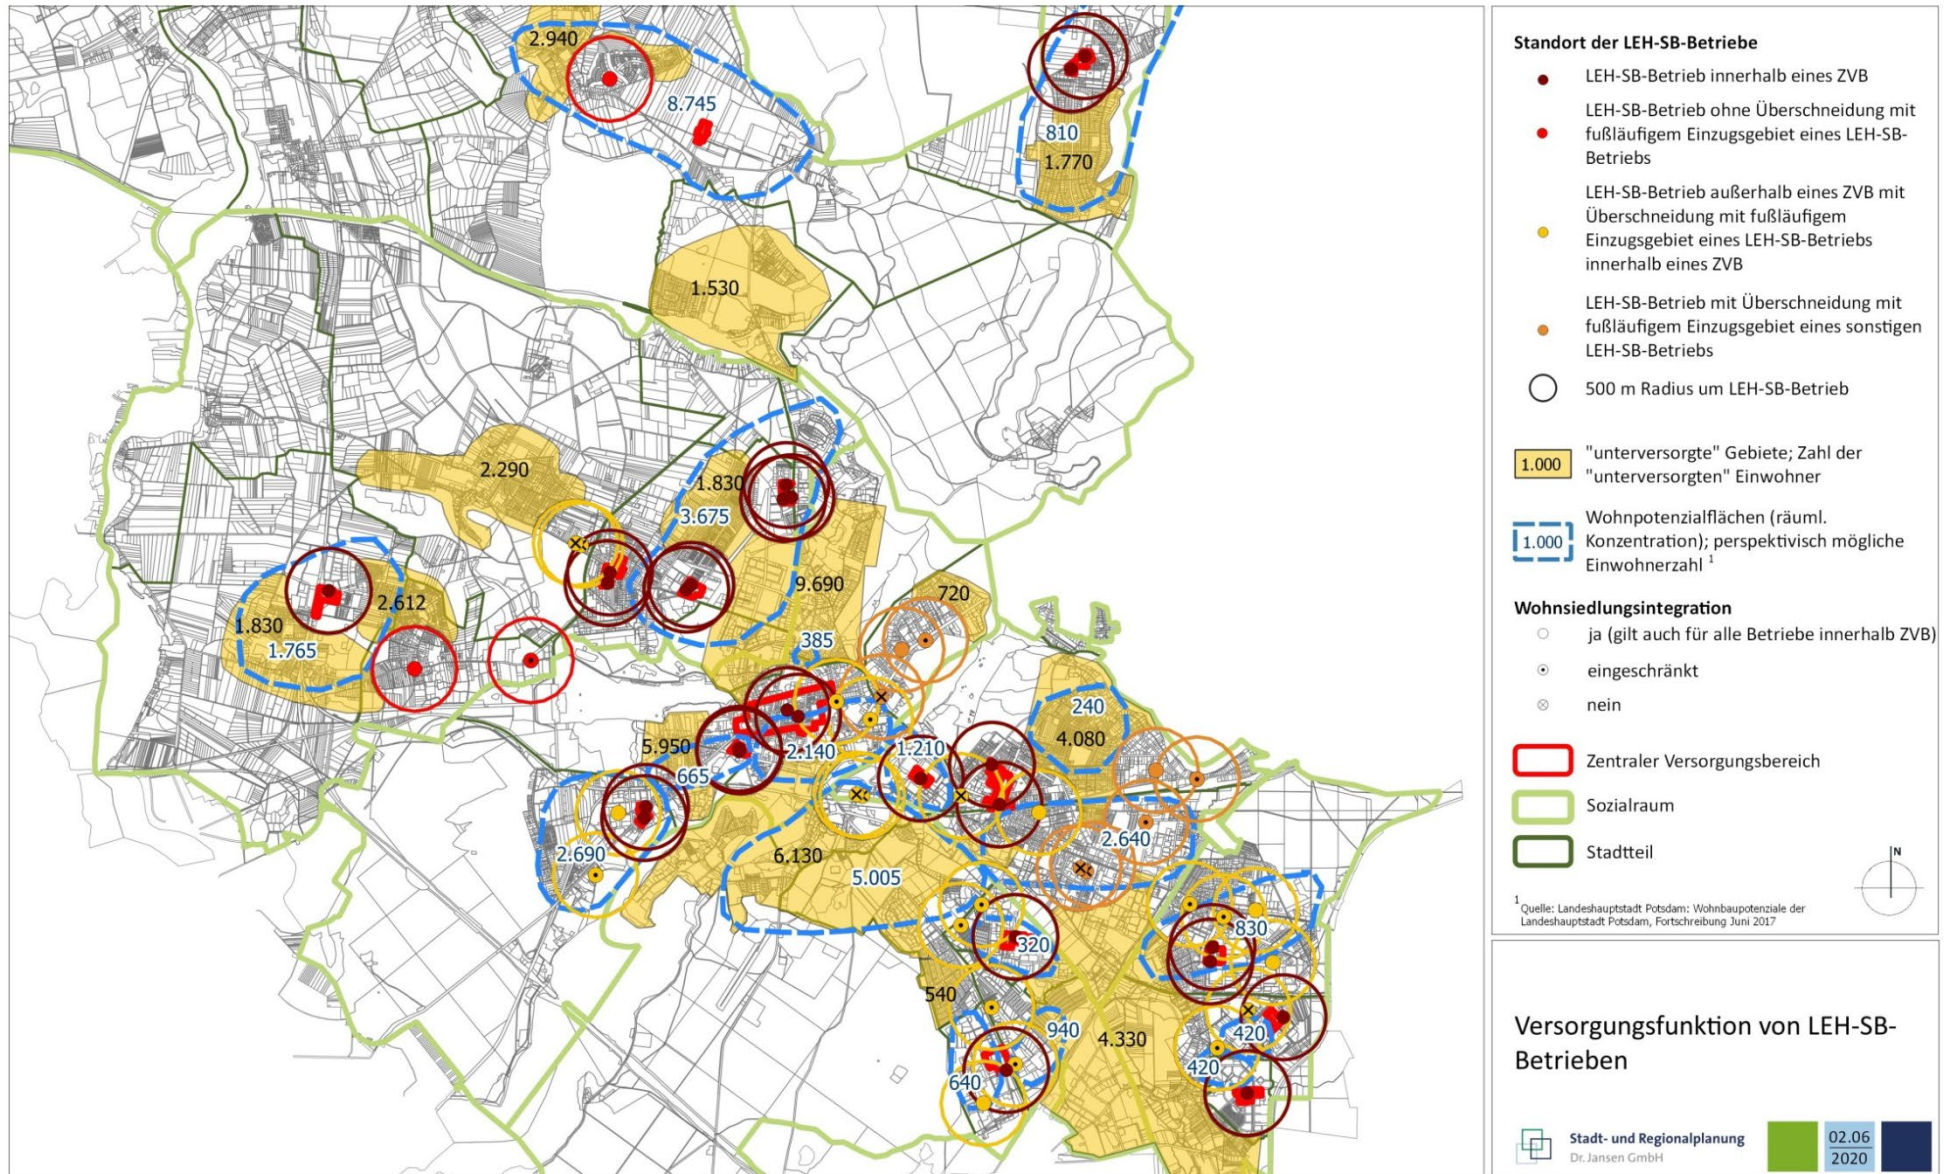 2.940
8.745
810
1.770
1.530
2.290
1.830
3.675
9.690
720
2.612
1.830
1.765
385
240
4.080
5.950
2.140
1.210
665
2.690
6.130
5.005
2.640
320
830
540
940
4.330
420
420
640
Standort der LEH-SB-Betriebe
LEH-SB-Betrieb innerhalb eines ZVB
LEH-SB-Betrieb ohne Überschneidung mit
fußläufigem Einzugsgebiet eines LEH-SB-
Betriebs
LEH-SB-Betrieb außerhalb eines ZVB mit
Überschneidung mit fußläufigem
Einzugsgebiet eines LEH-SB-Betriebs
innerhalb eines ZVB
LEH-SB-Betrieb mit Überschneidung mit
fußläufigem Einzugsgebiet eines sonstigen
LEH-SB-Betriebs
500 m Radius um LEH-SB-Betrieb
1.000
"unterversorgte" Gebiete; Zahl der
"unterversorgten" Einwohner
1.000
Wohnpotenzialflächen (räuml.
Konzentration); perspektivisch mögliche
Einwohnerzahl 1
Wohnsiedlungsintegration
ja (gilt auch für alle Betriebe innerhalb ZVB)
eingeschränkt
nein
Zentraler Versorgungsbereich
Sozialraum
Stadtteil
N
1 Quelle: Landeshauptstadt Potsdam: Wohnbaupotenziale der
Landeshauptstadt Potsdam, Fortschreibung Juni 2017
Versorgungsfunktion von LEH-SB-
Betrieben
Stadt- und Regionalplanung
Dr. Jansen GmbH
02.06
2020